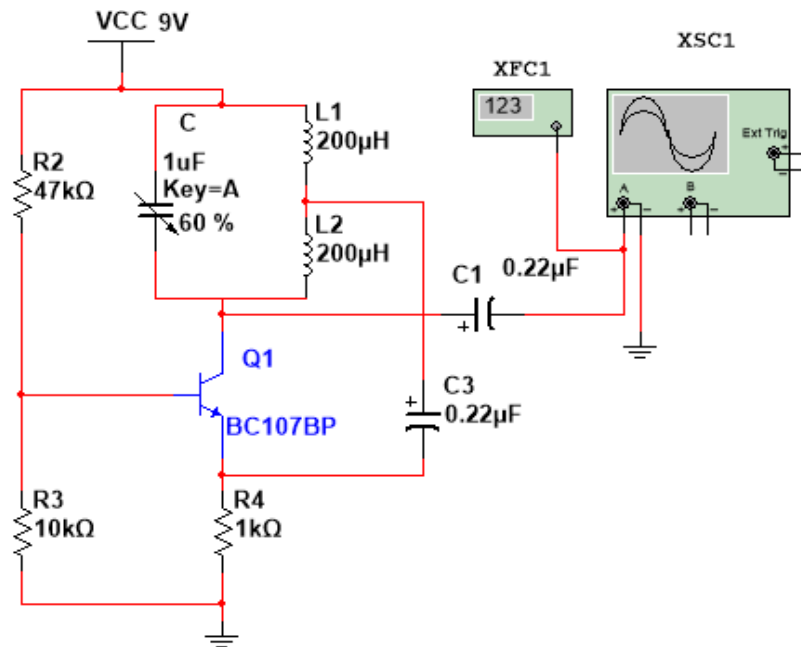 VCC 9V
XSC1
XFC1
123
Ext Trig
+
-
A
B
+ - + -
C
1uF
Key=A
60 %
L1
200µH
L2
200µH
R2
47kΩ
C1
0.22µF
+
Q1
BC107BP
C3
0.22µF
+
R3
10kΩ
R4
1kΩ